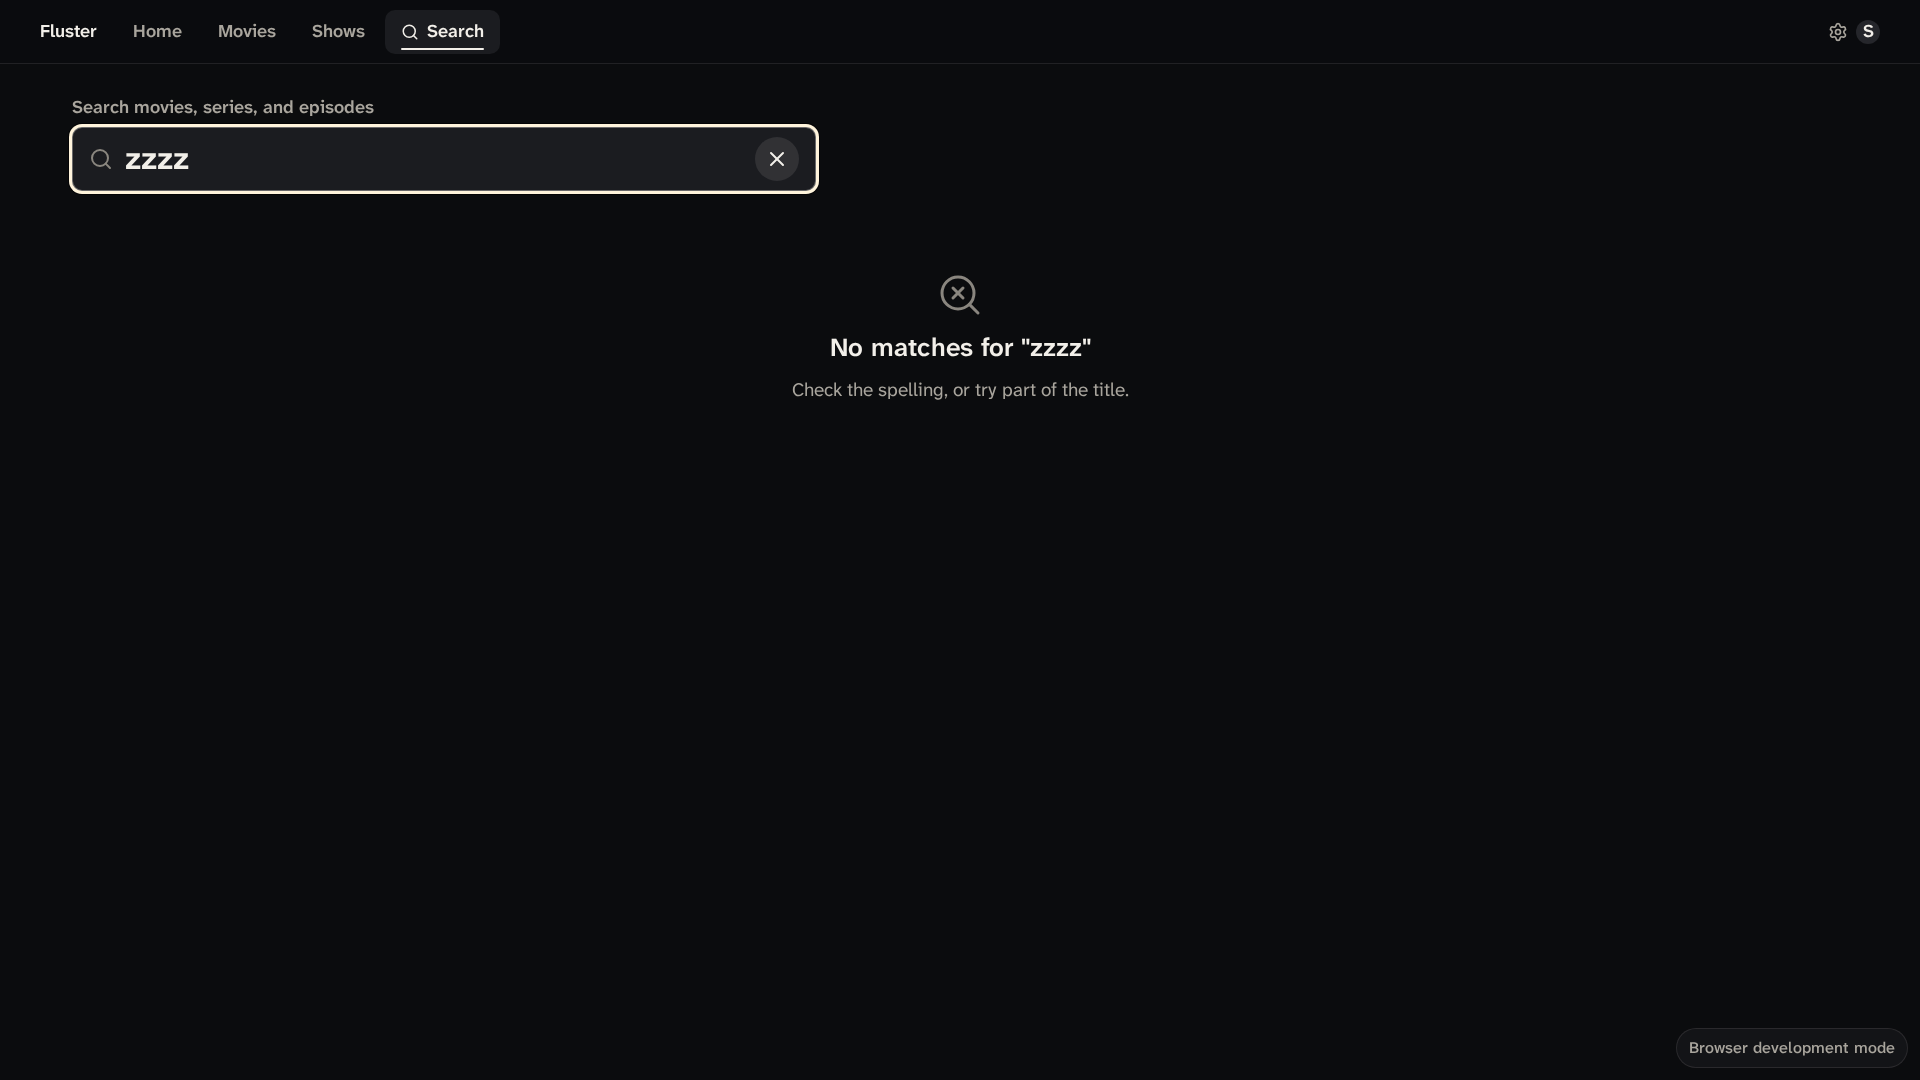 Fluster Home Movies Shows Search S
Search movies, series, and episodes
zzzz
No matches for "zzzz"
Check the spelling, or try part of the title.
Browser development mode